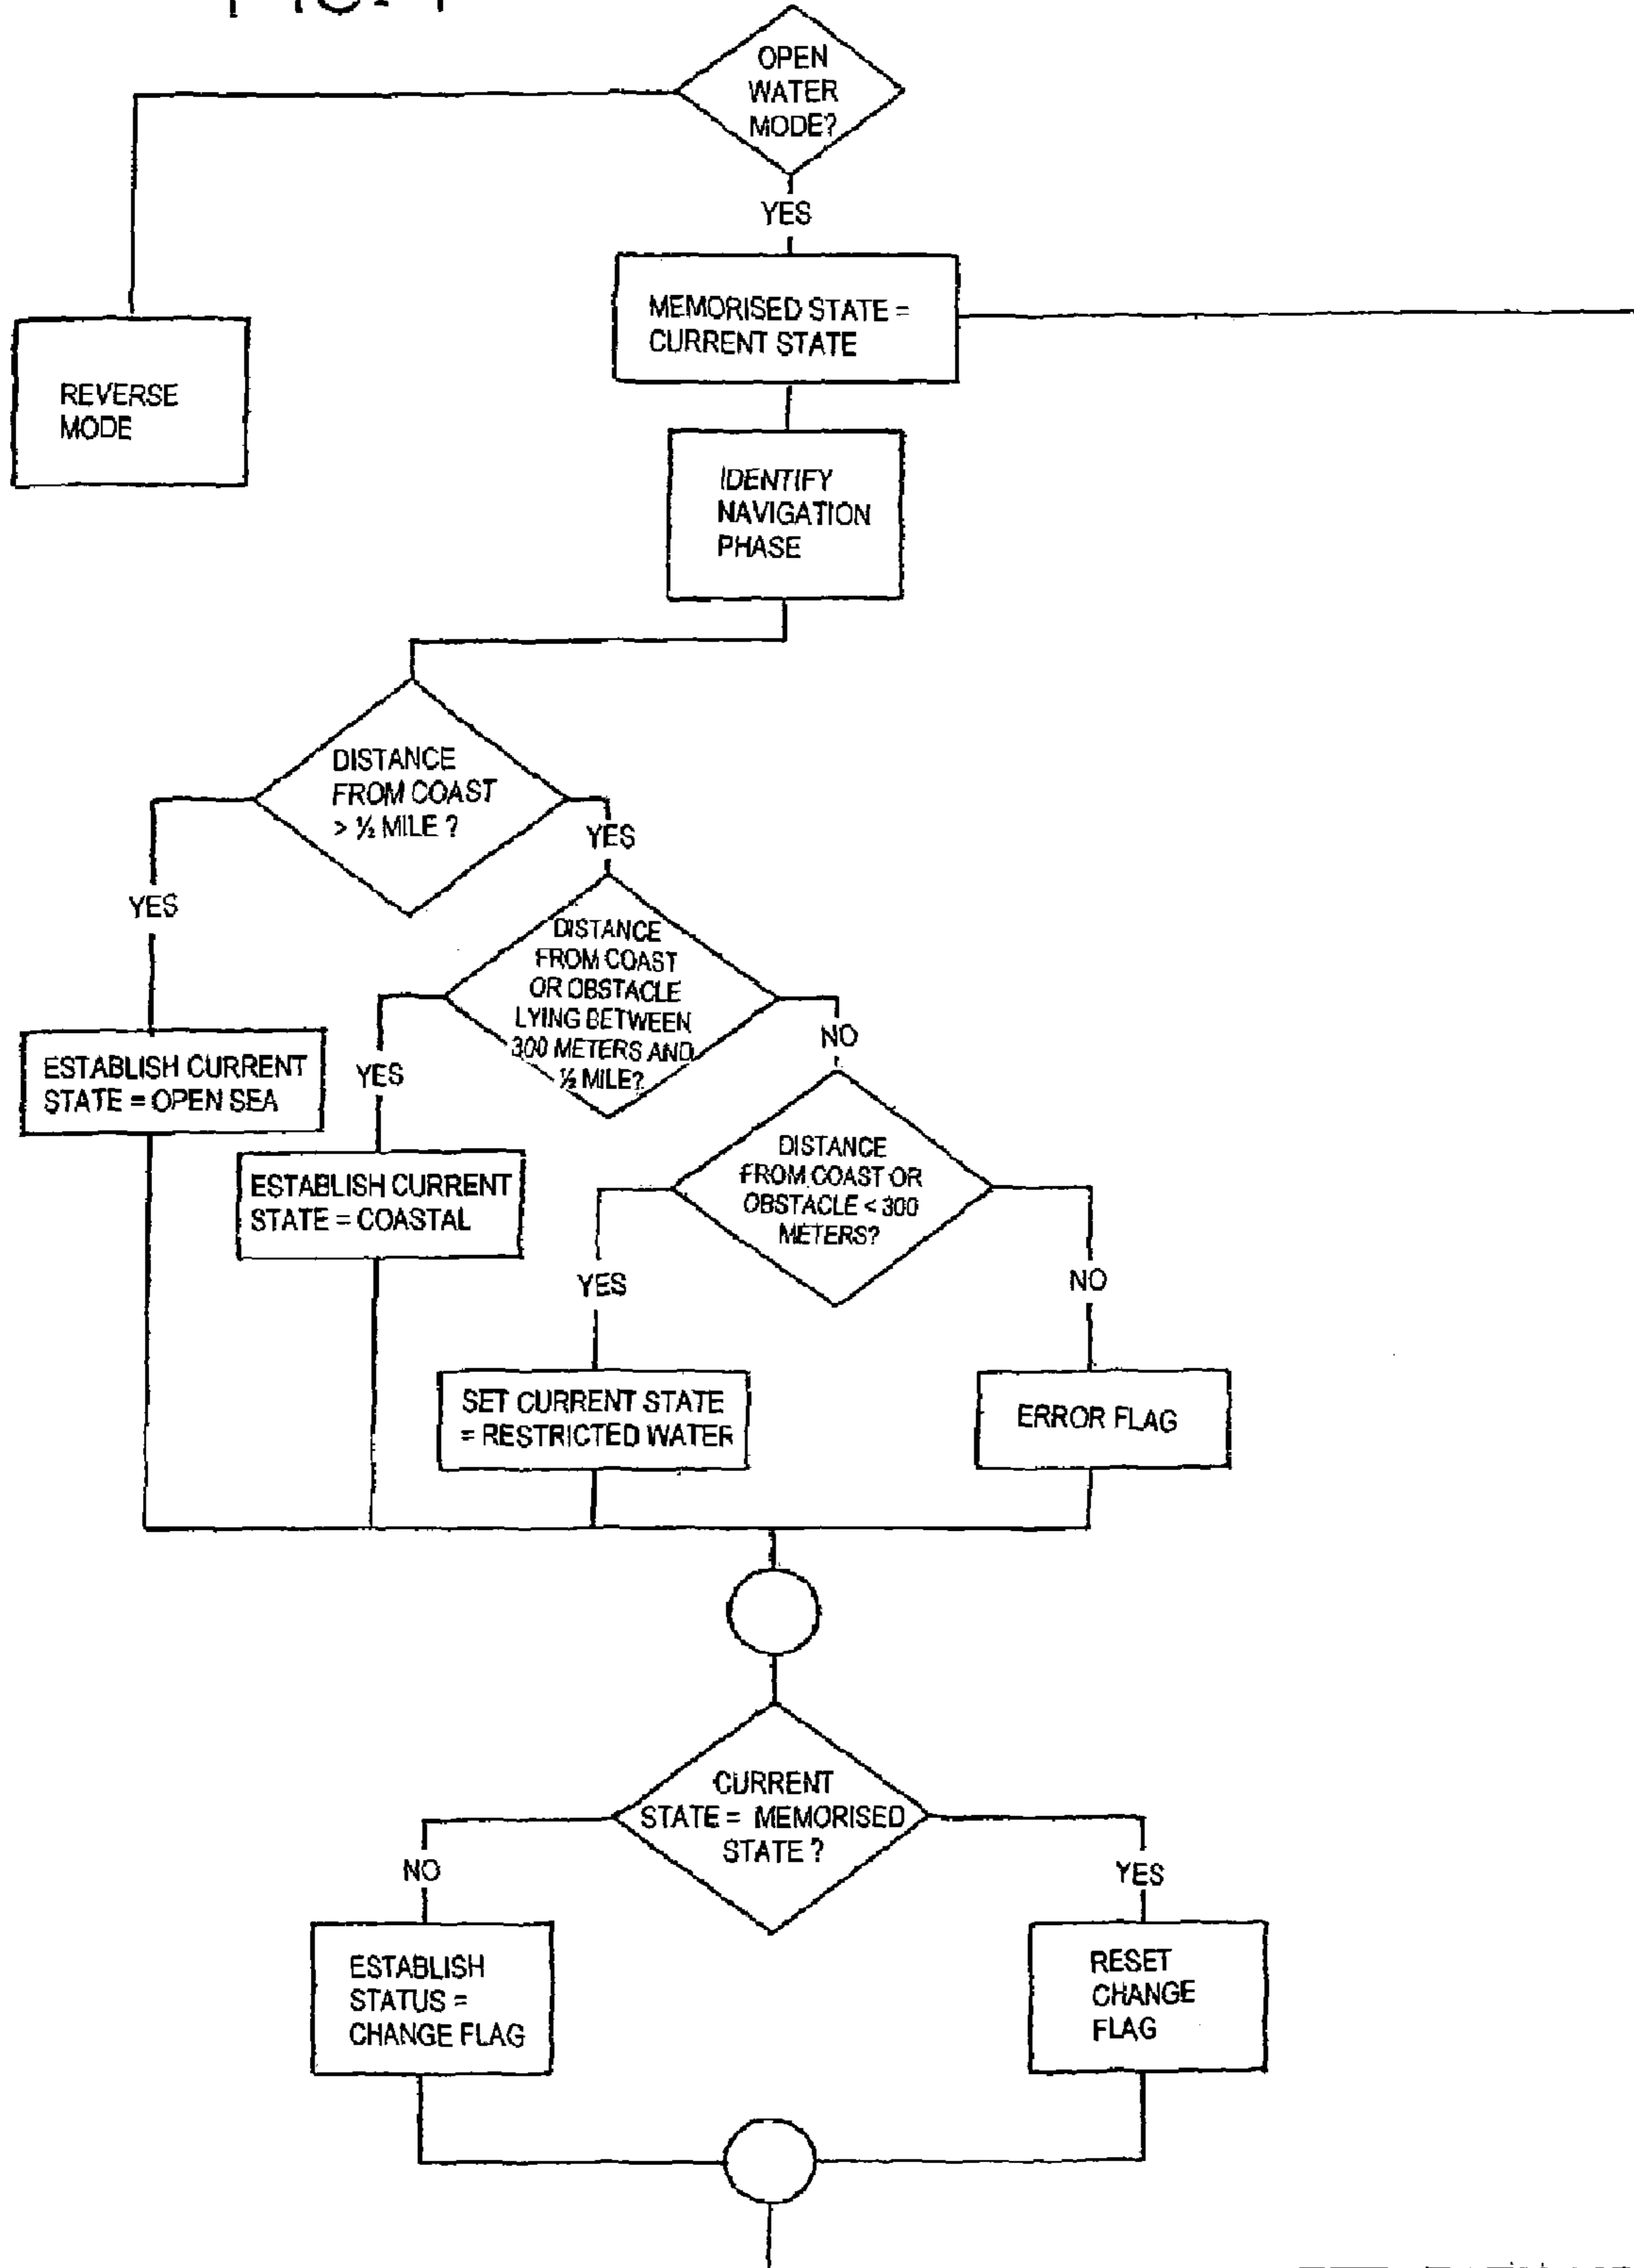 OPEN
WATER
MODE?
YES
MEMORISED STATE =
CURRENT STATE
REVERSE
MODE
IDENTIFY
NAVIGATION
PHASE
DISTANCE
FROM COAST
> ½ MILE ?
YES
YES
DISTANCE
FROM COAST
OR OBSTACLE
LYING BETWEEN
300 METERS AND
½ MILE?
NO
YES
ESTABLISH CURRENT
STATE = OPEN SEA
DISTANCE
FROM COAST OR
OBSTACLE < 300
METERS?
ESTABLISH CURRENT
STATE = COASTAL
YES
NO
SET CURRENT STATE
= RESTRICTED WATER
ERROR FLAG
CURRENT
STATE = MEMORISED
STATE ?
NO
YES
ESTABLISH
STATUS =
CHANGE FLAG
RESET
CHANGE
FLAG